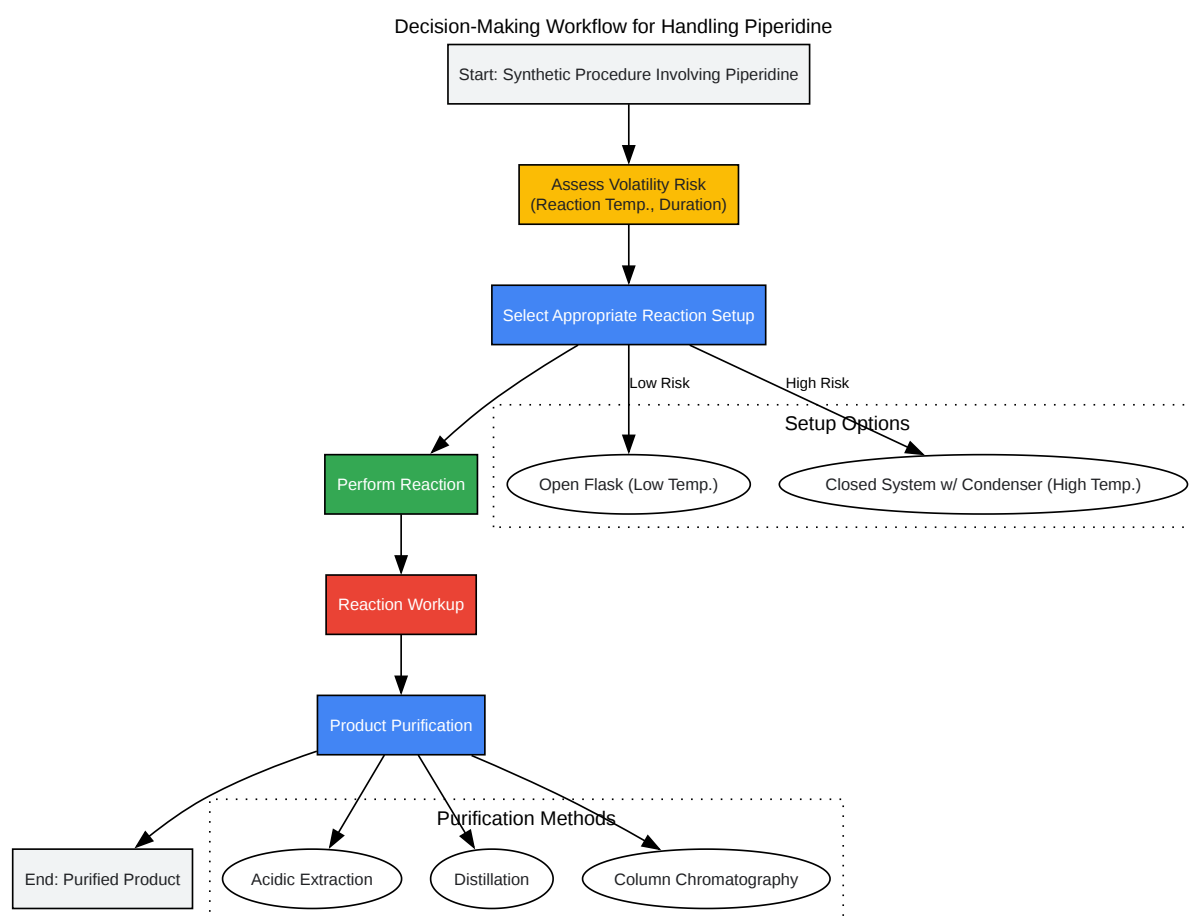 Decision-Making Workflow for Handling Piperidine
Start: Synthetic Procedure Involving Piperidine
Assess Volatility Risk
(Reaction Temp., Duration)
Select Appropriate Reaction Setup
Low Risk
High Risk
Setup Options
Perform Reaction
Open Flask (Low Temp.)
Closed System w/ Condenser (High Temp.)
Reaction Workup
Product Purification
Purification Methods
End: Purified Product
Acidic Extraction
Distillation
Column Chromatography